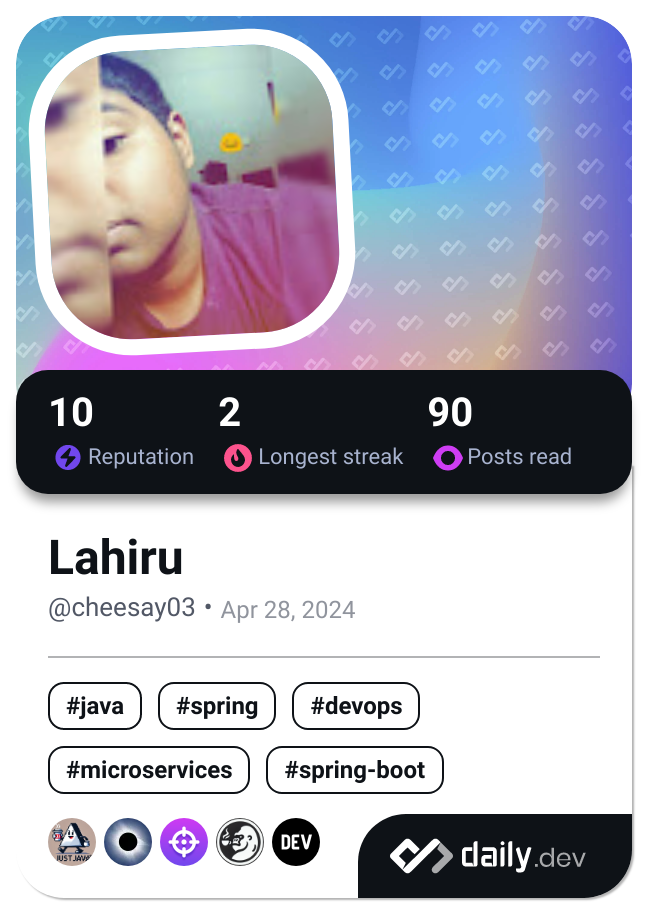 10 2 90
Reputation Longest streak Posts read
Lahiru
@cheesay03 • Apr 28, 2024
#java #spring #devops
#microservices #spring-boot
JUST JAVA DEV
daily.dev